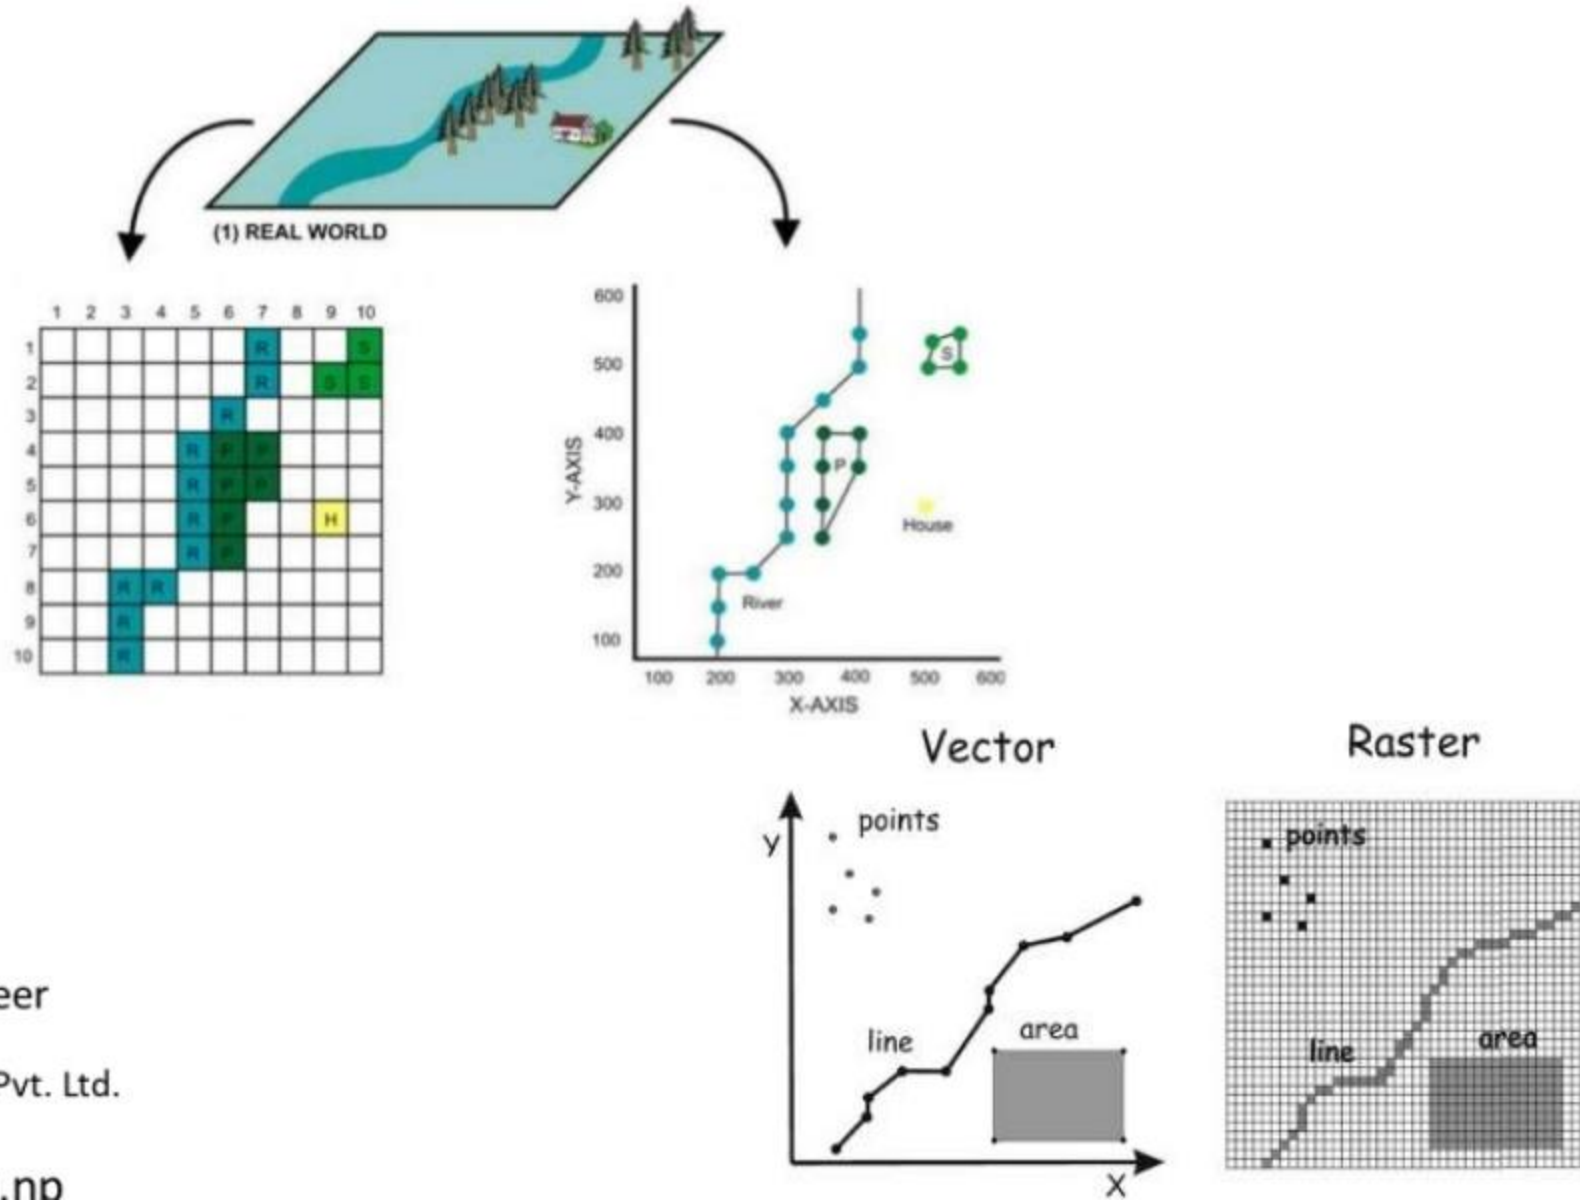 (1) REAL WORLD
1 2 3 4 5 6 7 8 9 10
1 R S
2 R S S
3 R
4 R P P
5 R P P
6 R P H
7 R P
8 R R
9 R
10 R
600
500
400
300
200
100
Y-AXIS
S
P
House
River
100 200 300 400 500 600
X-AXIS
Vector
Y
points
line
area
X
Raster
points
line
area
eer
Pvt. Ltd.
.np